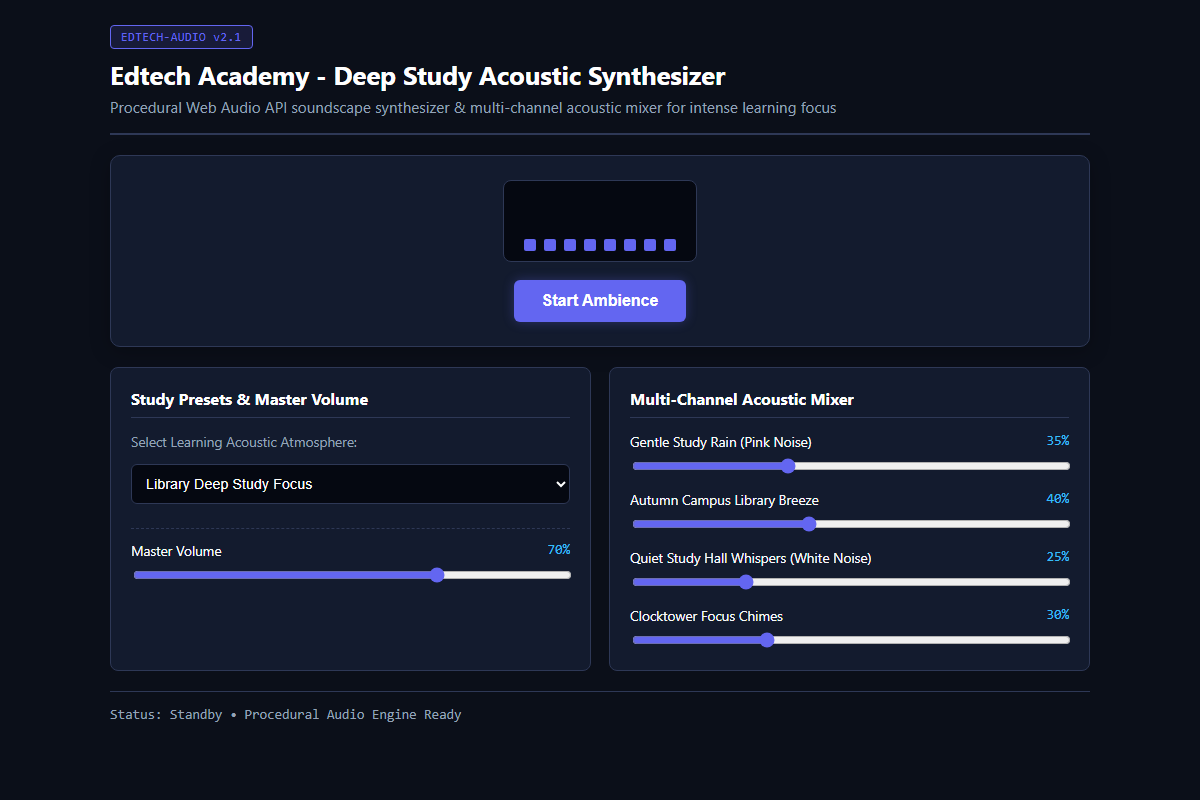 EDTECH-AUDIO v2.1
Edtech Academy - Deep Study Acoustic Synthesizer
Procedural Web Audio API soundscape synthesizer & multi-channel acoustic mixer for intense learning focus
Start Ambience
Study Presets & Master Volume
Select Learning Acoustic Atmosphere:
Library Deep Study Focus
Master Volume 70%
Multi-Channel Acoustic Mixer
Gentle Study Rain (Pink Noise) 35%
Autumn Campus Library Breeze 40%
Quiet Study Hall Whispers (White Noise) 25%
Clocktower Focus Chimes 30%
Status: Standby • Procedural Audio Engine Ready